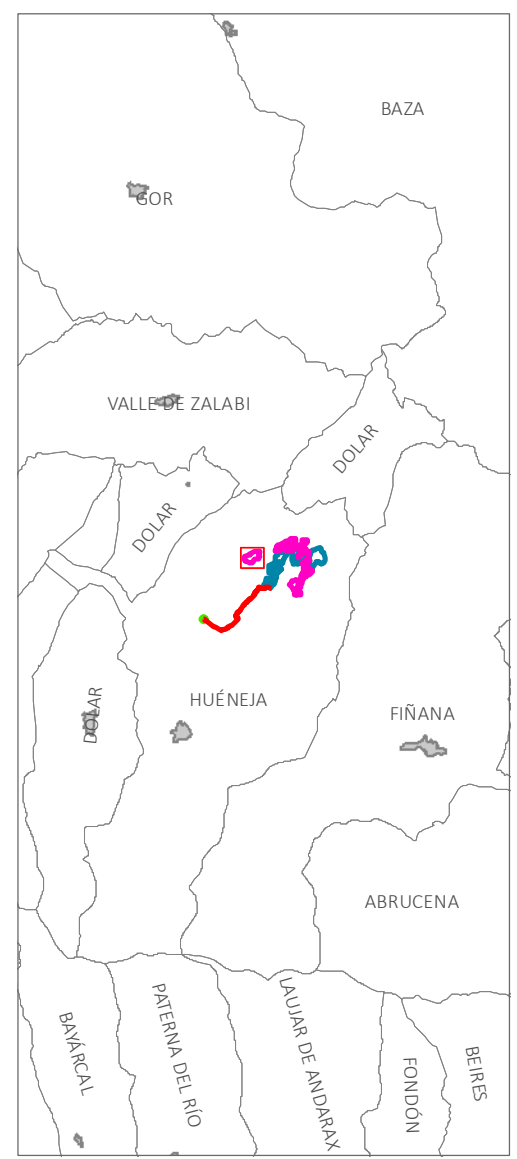 BAZA
GOR
VALLE DE ZALABI
DOLAR
DOLAR
HUÉNEJA
DOLAR
FIÑANA
ABRUCENA
BAYÁRCAL
PATERNA DEL RÍO
LAUJAR DE ANDARAX
FONDÓN
BEIRES